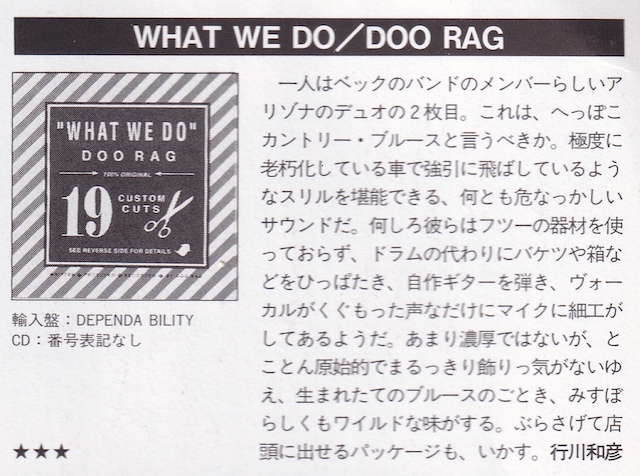 WHAT WE DO／DOO RAG
"WHAT WE DO"
DOO RAG
100% ORIGINAL
19 CUSTOM CUTS
SEE REVERSE SIDE FOR DETAILS
輸入盤：DEPENDA BILITY
CD：番号表記なし
★★★
一人はベックのバンドのメンバーらしいア
リゾナのデュオの2枚目。これは、へっぽこ
カントリー・ブルースと言うべきか。極度に
老朽化している車で強引に飛ばしているよう
なスリルを堪能できる、何とも危なっかしい
サウンドだ。何しろ彼らはフツーの器材を使
っておらず、ドラムの代わりにバケツや箱な
どをひっぱたき、自作ギターを弾き、ヴォー
カルがくぐもった声なだけにマイクに細工が
してあるようだ。あまり濃厚ではないが、と
ことん原始的でまるっきり飾りっ気がないゆ
え、生まれたてのブルースのごとき、みすぼ
らしくもワイルドな味がする。ぶらさげて店
頭に出せるパッケージも、いかす。行川和彦